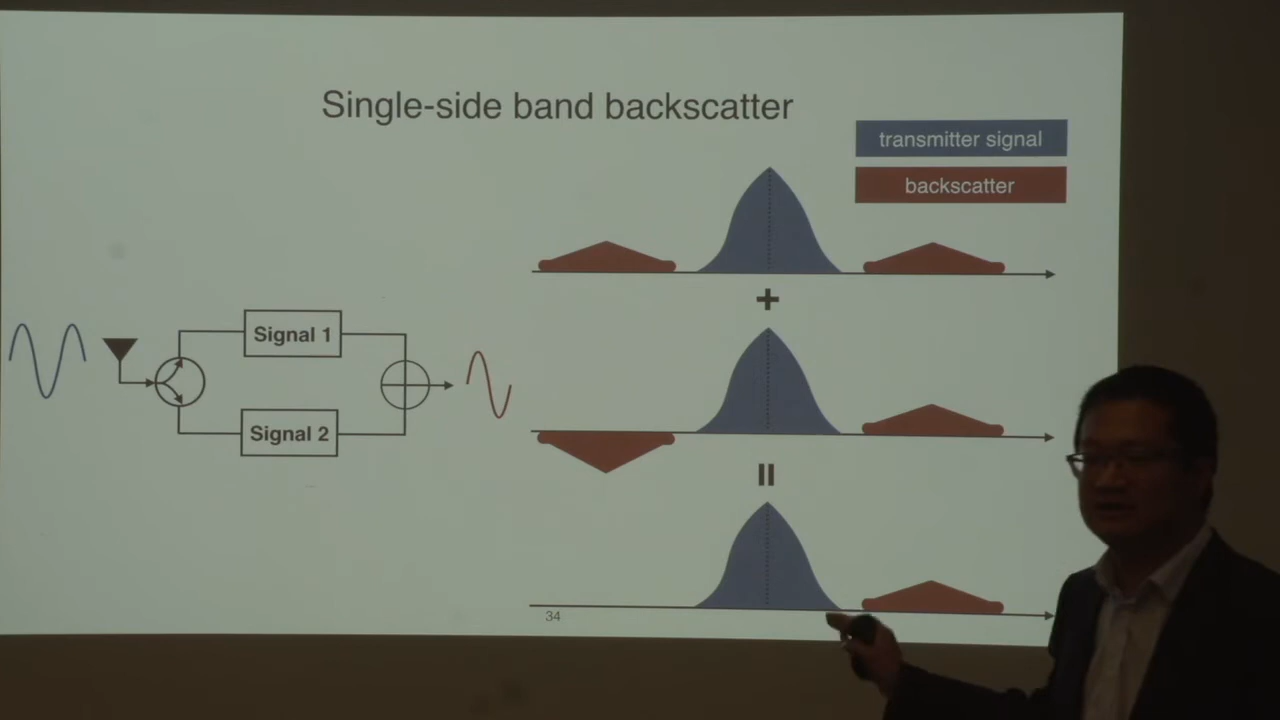 Single-side band backscatter
transmitter signal
backscatter
+
Signal 1
Signal 2
=
34